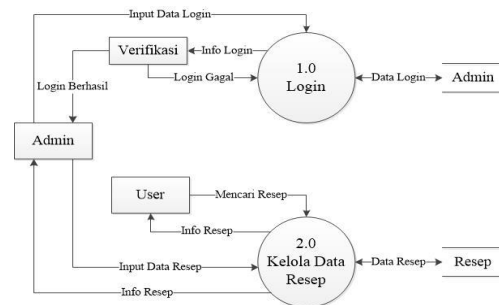 Input Data Login
Verifikasi
Info Login
1.0
Login
Login Gagal
Data Login
Admin
Login Berhasil
Admin
User
Mencari Resep
Info Resep
2.0
Kelola Data
Resep
Data Resep
Resep
Input Data Resep
Info Resep